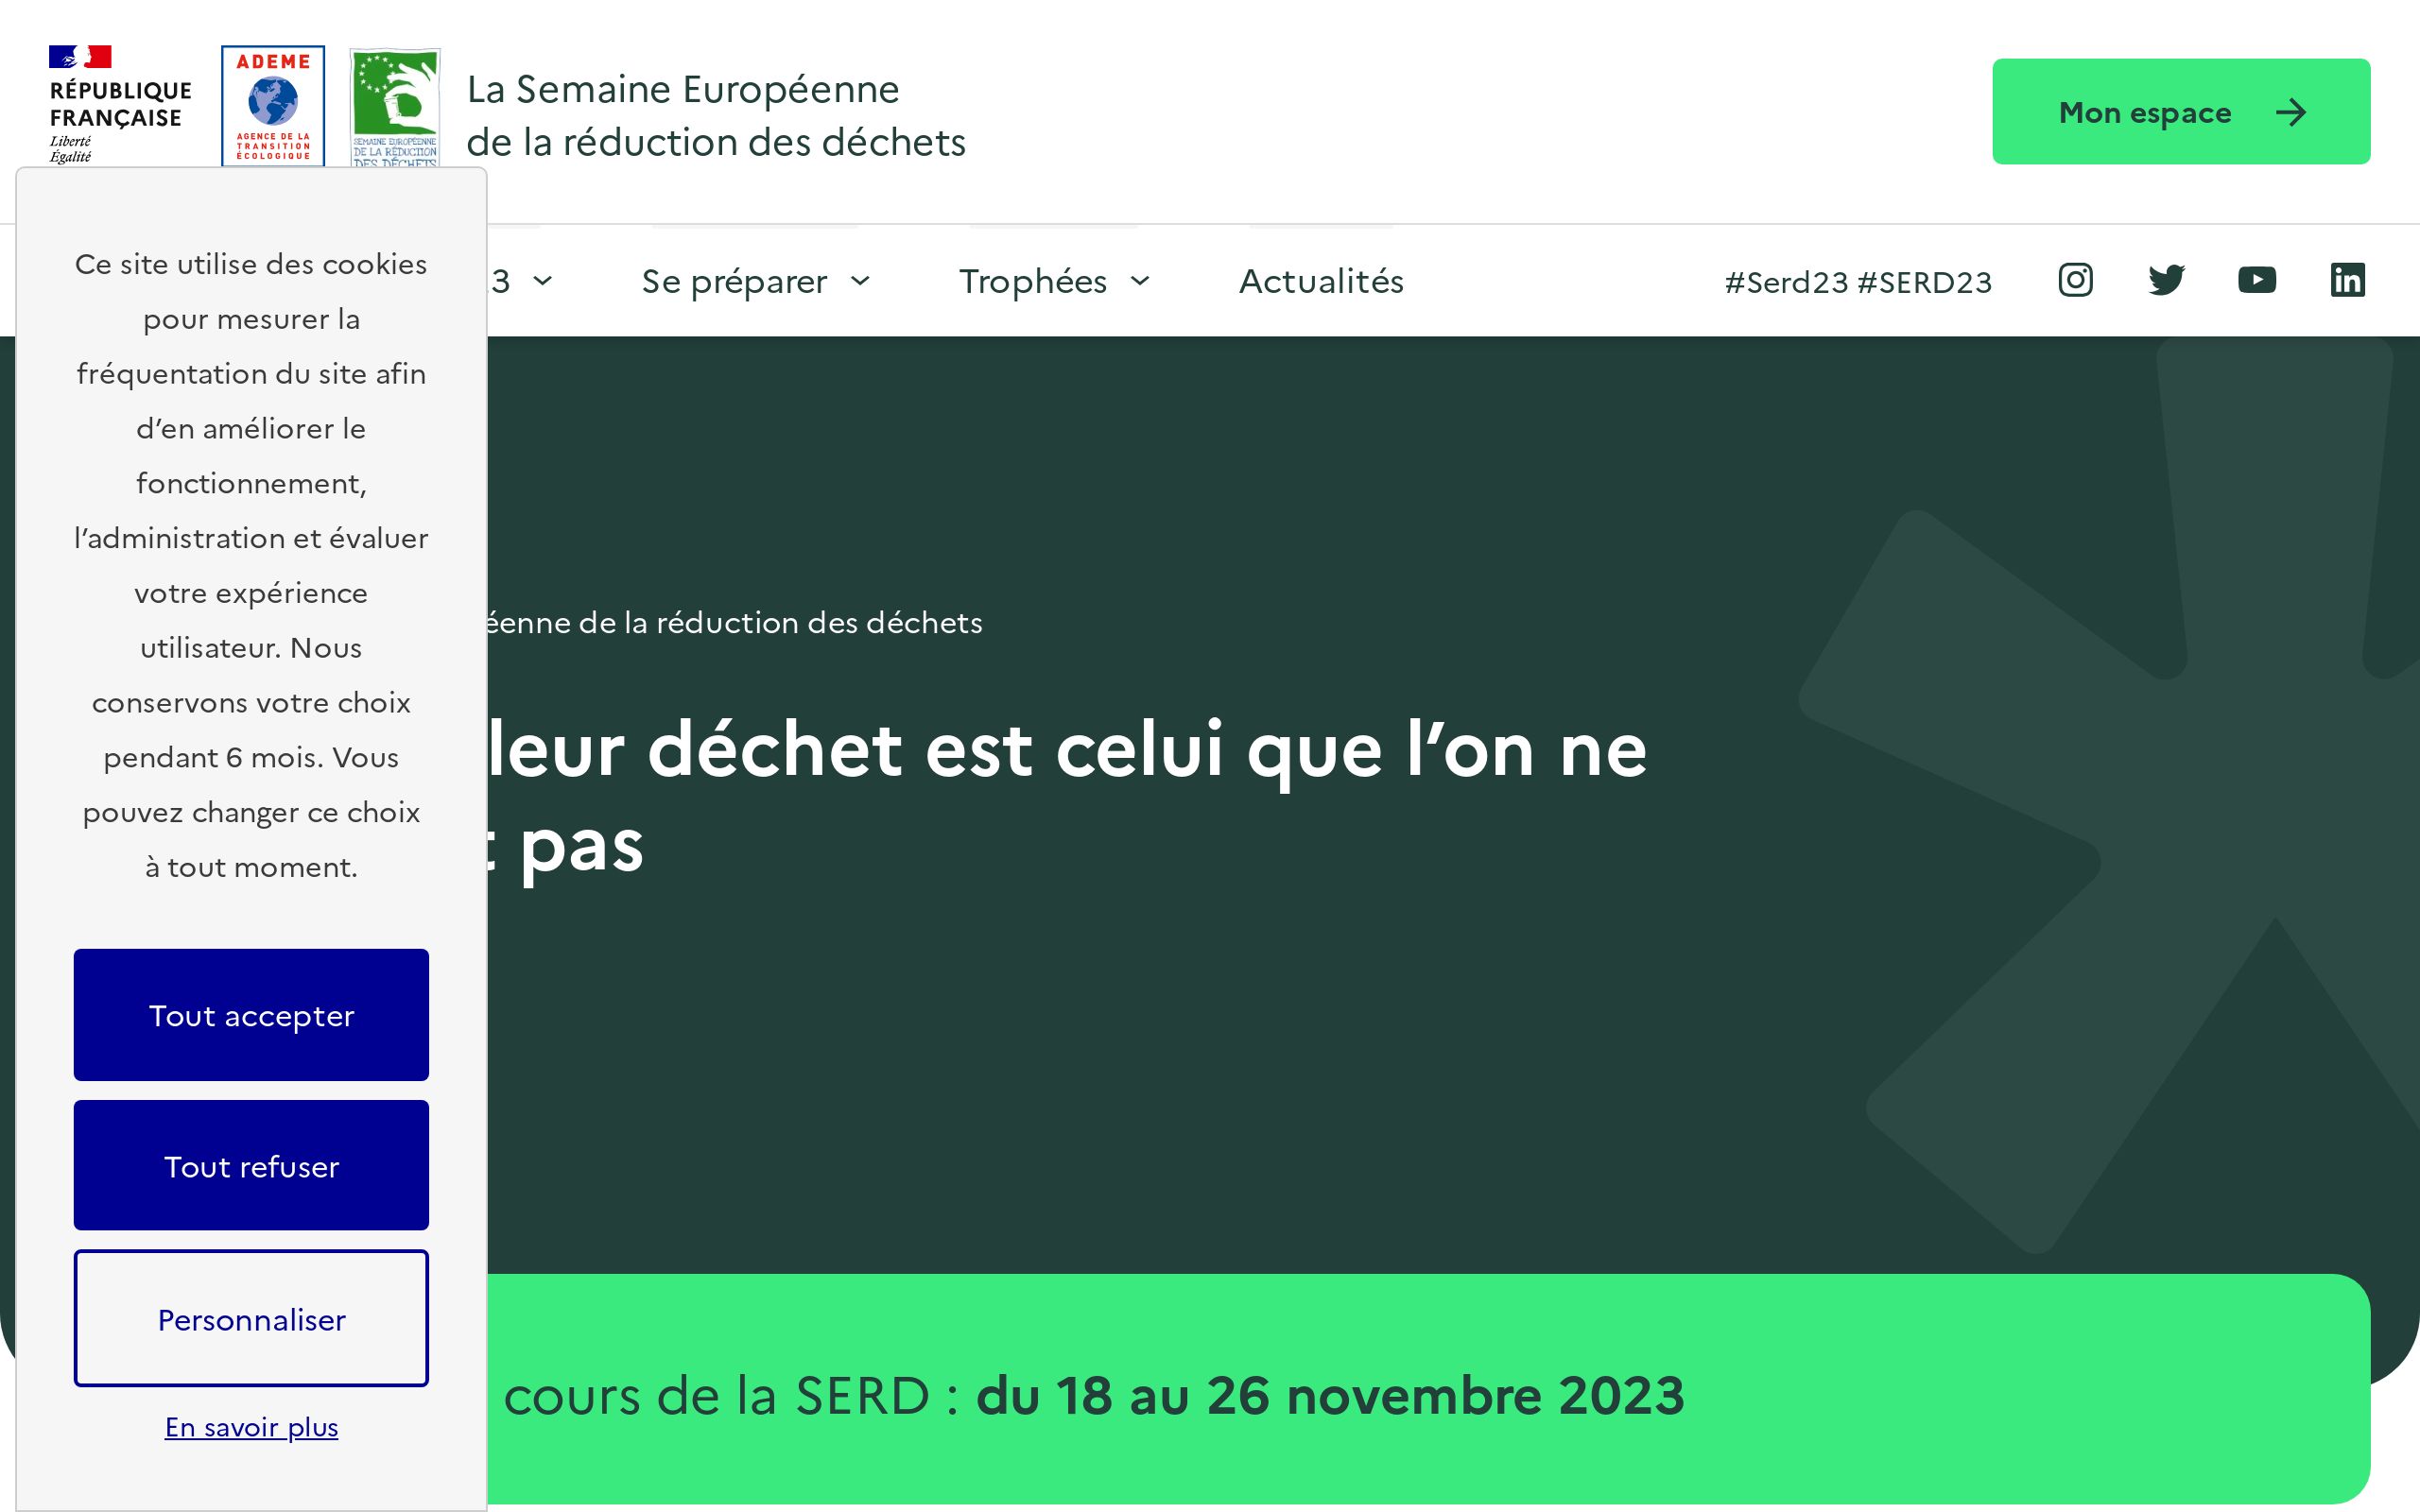 RÉPUBLIQUE
FRANÇAISE
Liberté
Égalité
ADEME
AGENCE DE LA
TRANSITION
ÉCOLOGIQUE
SEMAINE EUROPÉENNE
DE LA RÉDUCTION
DES DÉCHETS
La Semaine Européenne
de la réduction des déchets
Mon espace
3
Se préparer
Trophées
Actualités
#Serd23 #SERD23
Ce site utilise des cookies
pour mesurer la
fréquentation du site afin
d’en améliorer le
fonctionnement,
l’administration et évaluer
votre expérience
utilisateur. Nous
conservons votre choix
pendant 6 mois. Vous
pouvez changer ce choix
à tout moment.
Tout accepter
Tout refuser
Personnaliser
En savoir plus
éenne de la réduction des déchets
leur déchet est celui que l’on ne
t pas
cours de la SERD : du 18 au 26 novembre 2023